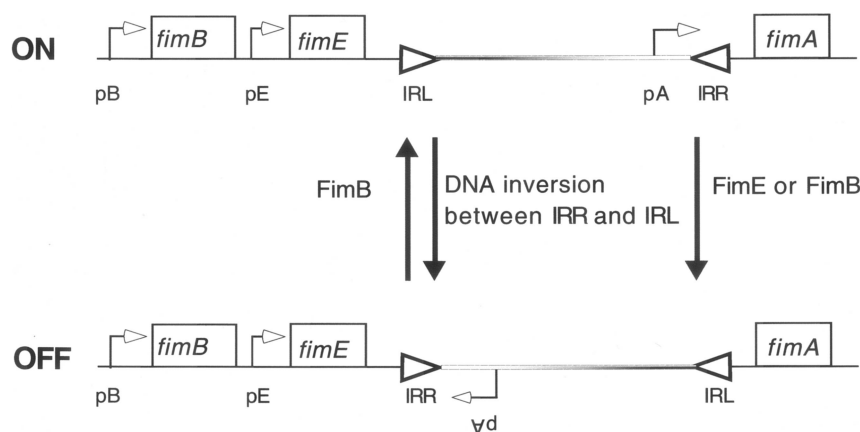 ON fimB fimE fimA
pB pE IRL pA IRR
FimB DNA inversion between IRR and IRL FimE or FimB
OFF fimB fimE fimA
pB pE IRR pA IRL